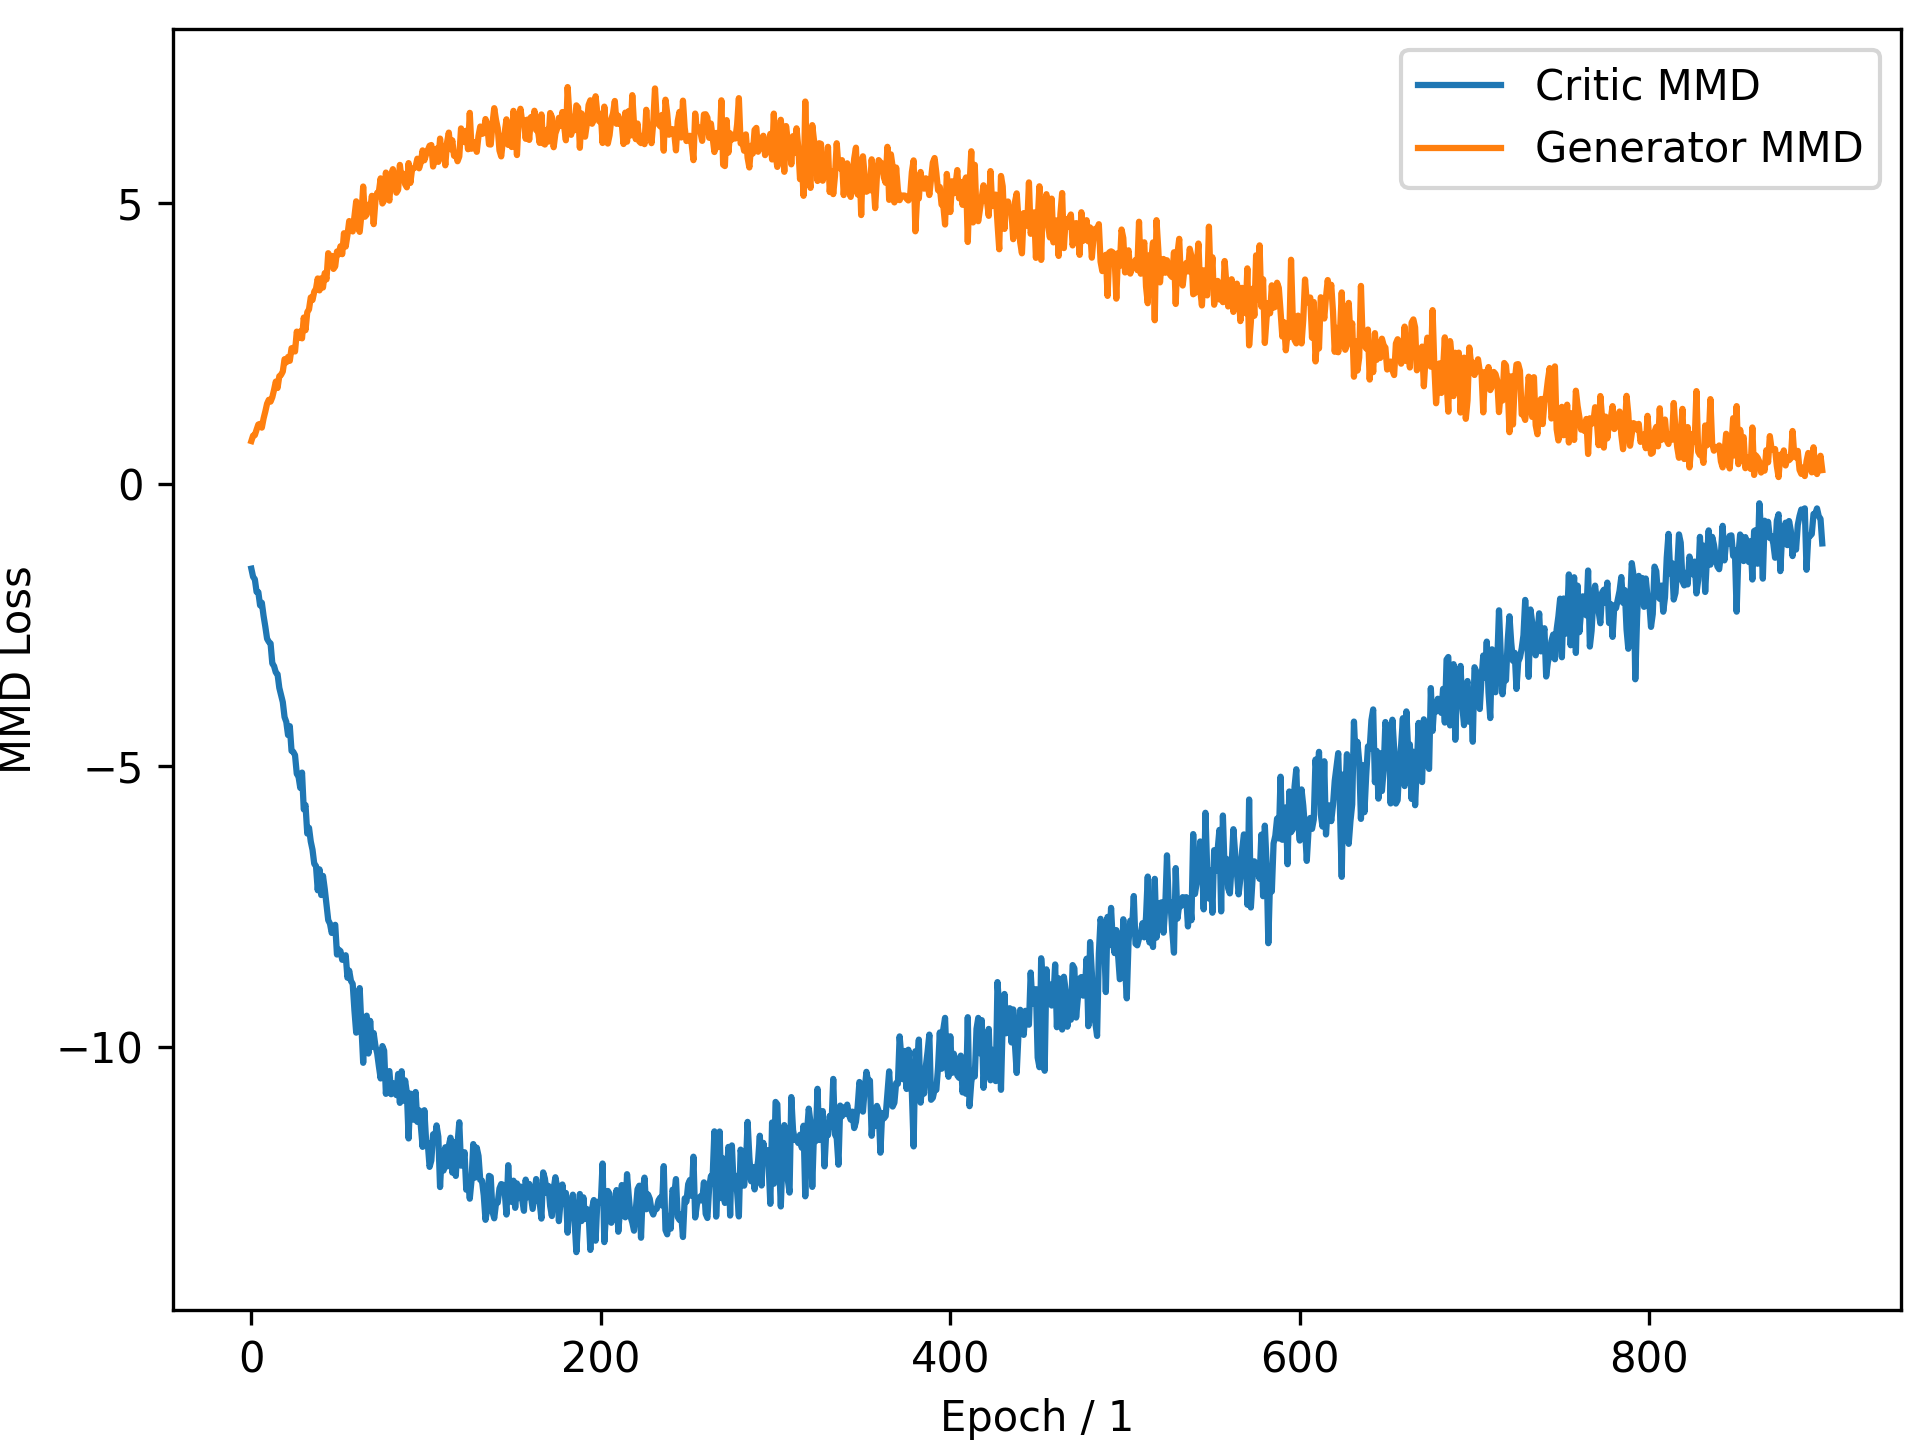 Critic MMD
Generator MMD
MMD Loss
5
0
−5
−10
0 200 400 600 800
Epoch / 1